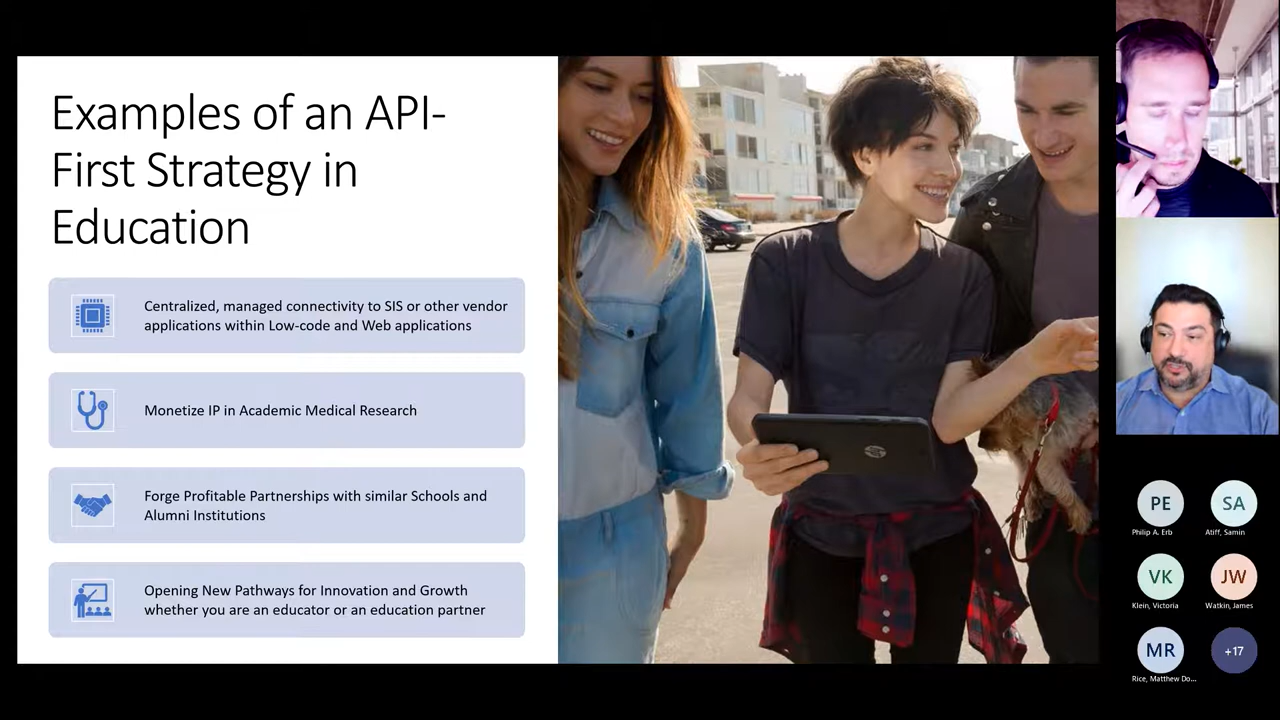 Examples of an API-
First Strategy in
Education
Centralized, managed connectivity to SIS or other vendor
applications within Low-code and Web applications
Monetize IP in Academic Medical Research
Forge Profitable Partnerships with similar Schools and
Alumni Institutions
Opening New Pathways for Innovation and Growth
whether you are an educator or an education partner
hp
PE
SA
Philip A. Erb
Atiff, Samin
VK
JW
Klein, Victoria
Watkin, James
MR
+17
Rice, Matthew Do...